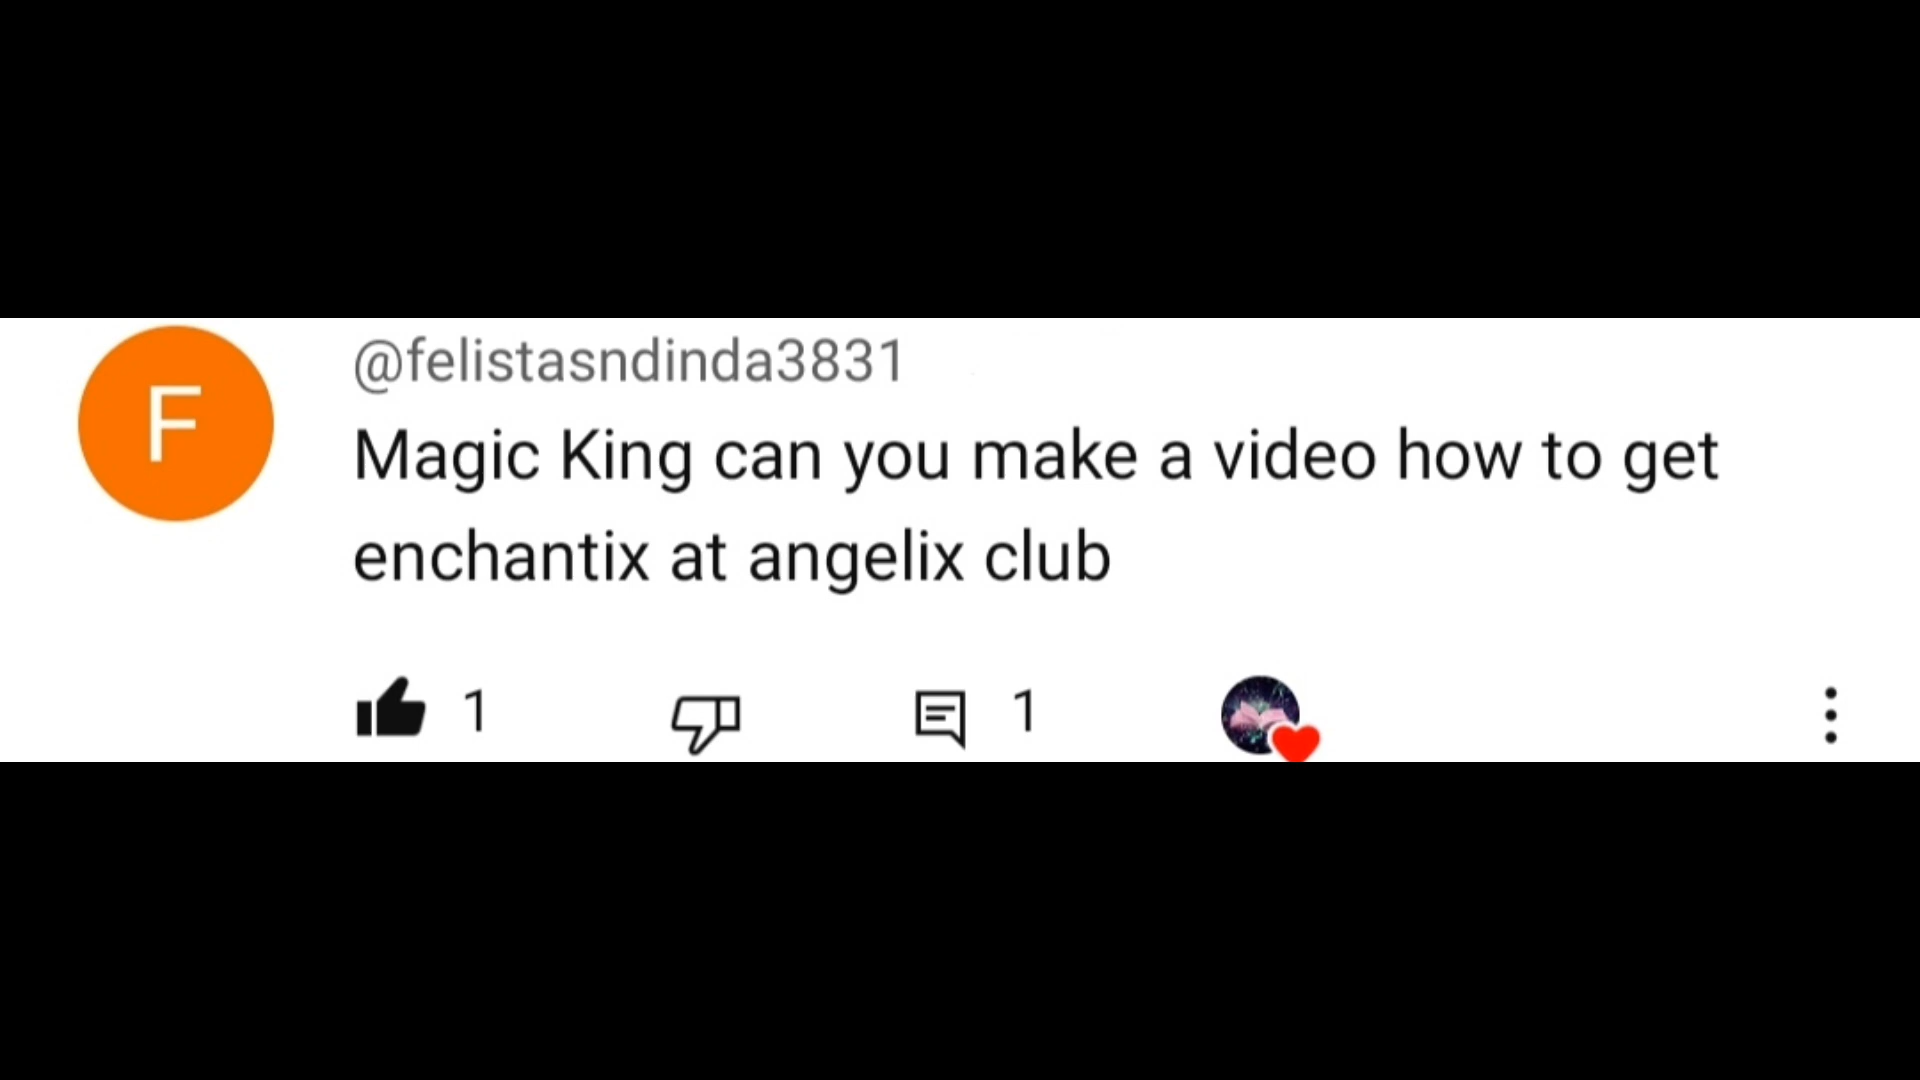 F
@felistasndinda3831
Magic King can you make a video how to get
enchantix at angelix club
1
1